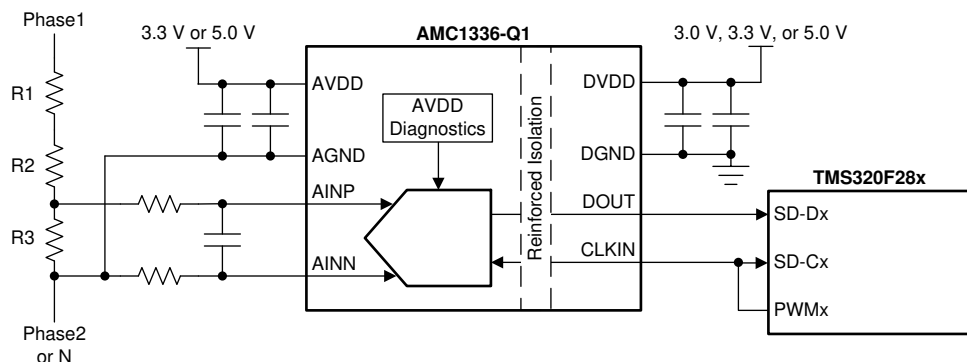 Phase1
R1
R2
R3
Phase2
or N
3.3 V or 5.0 V
AMC1336-Q1
AVDD
AGND
AINP
AINN
AVDD
Diagnostics
Reinforced Isolation
DVDD
DGND
DOUT
CLKIN
3.0 V, 3.3 V, or 5.0 V
TMS320F28x
SD-Dx
SD-Cx
PWMx